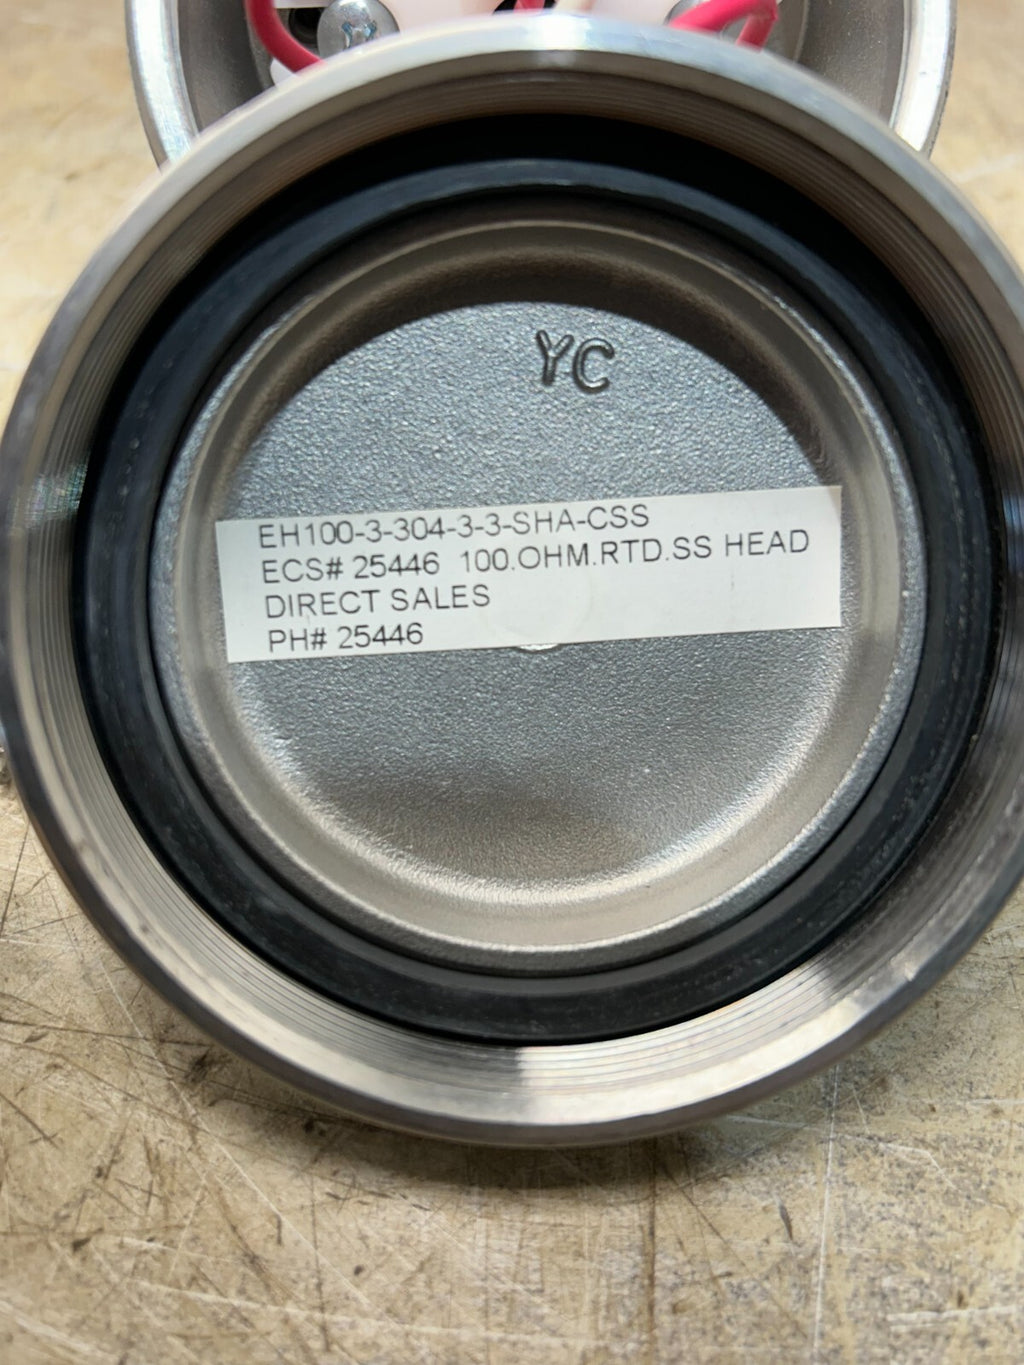 YC
EH100-3-304-3-3-SHA-CSS
ECS# 25446 100.OHM.RTD.SS HEAD
DIRECT SALES
PH# 25446